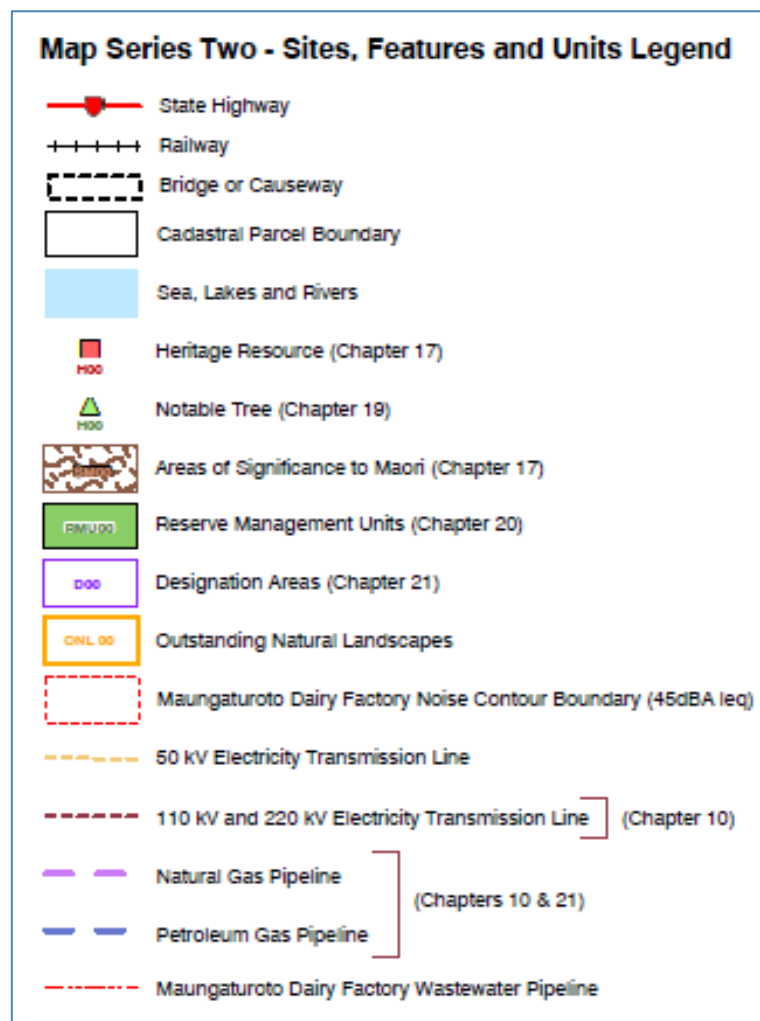 Map Series Two - Sites, Features and Units Legend
State Highway
Railway
Bridge or Causeway
Cadastral Parcel Boundary
Sea, Lakes and Rivers
H00
Heritage Resource (Chapter 17)
H00
Notable Tree (Chapter 19)
Areas of Significance to Maori (Chapter 17)
RMU 00
Reserve Management Units (Chapter 20)
D00
Designation Areas (Chapter 21)
ONL 00
Outstanding Natural Landscapes
Maungaturoto Dairy Factory Noise Contour Boundary (45dBA leq)
50 kV Electricity Transmission Line
110 kV and 220 kV Electricity Transmission Line (Chapter 10)
Natural Gas Pipeline
(Chapters 10 & 21)
Petroleum Gas Pipeline
Maungaturoto Dairy Factory Wastewater Pipeline